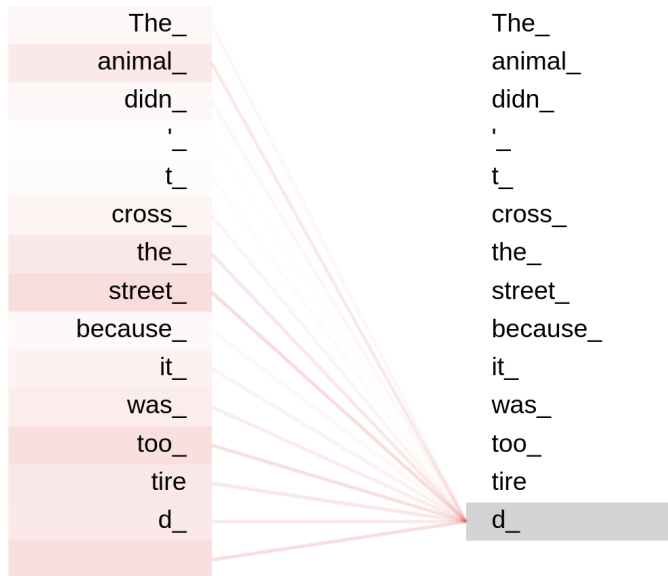 The_ The_
animal_ animal_
didn_ didn_
'_ '_
t_ t_
cross_ cross_
the_ the_
street_ street_
because_ because_
it_ it_
was_ was_
too_ too_
tire tire
d_ d_